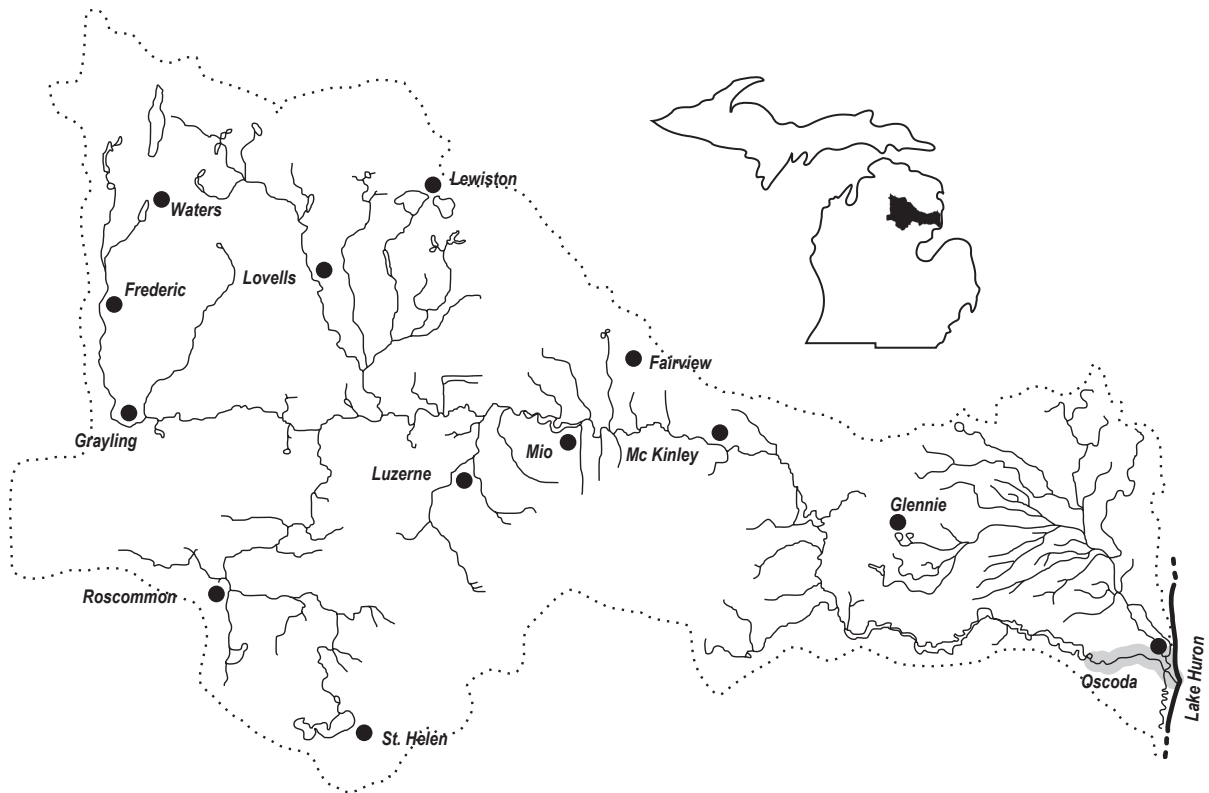 Lewiston
Waters
Lovells
Frederic
Fairview
Grayling
Mio
Mc Kinley
Luzerne
Glennie
Roscommon
Oscoda
Lake Huron
St. Helen